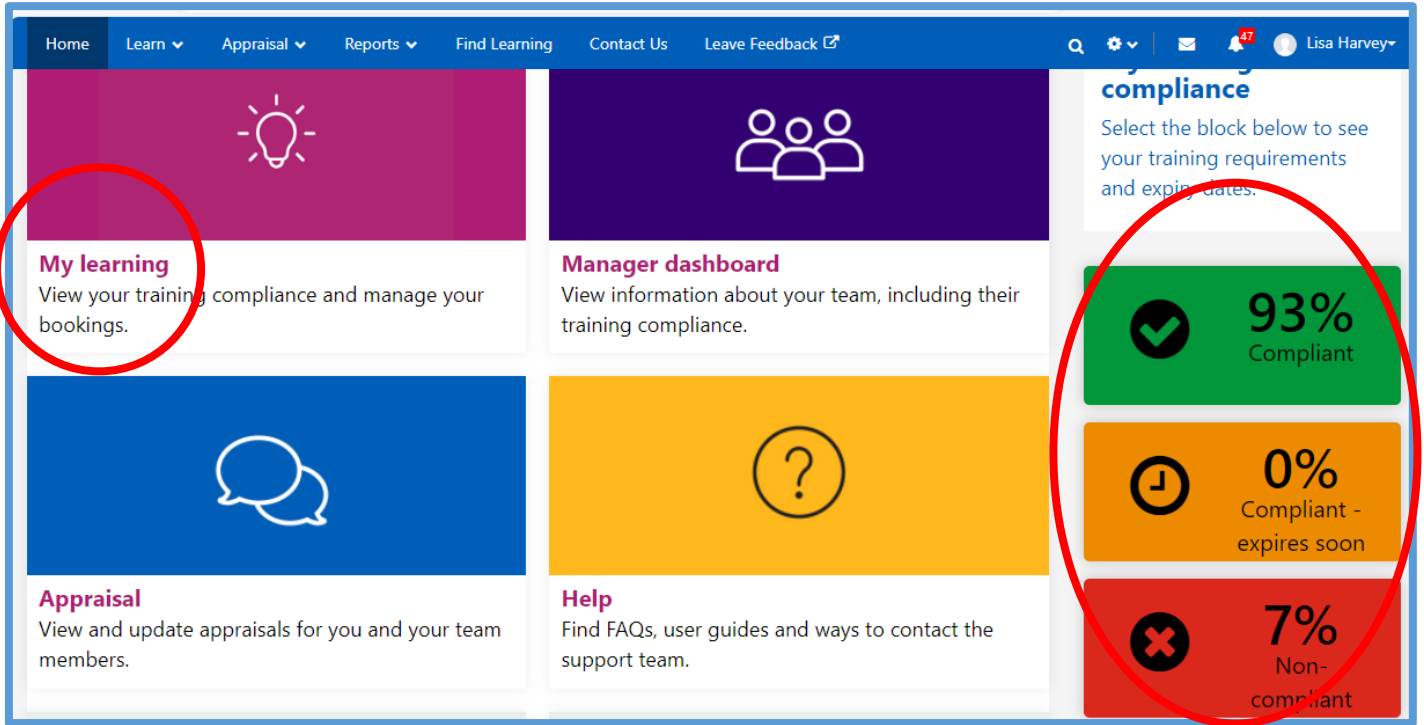 Home Learn Appraisal Reports Find Learning Contact Us Leave Feedback 47 Lisa Harvey
My learning
View your training compliance and manage your
bookings.
Manager dashboard
View information about your team, including their
training compliance.
Appraisal
View and update appraisals for you and your team
members.
Help
Find FAQs, user guides and ways to contact the
support team.
compliance
Select the block below to see
your training requirements
and expiry dates.
93%
Compliant
0%
Compliant -
expires soon
7%
Non-
compliant